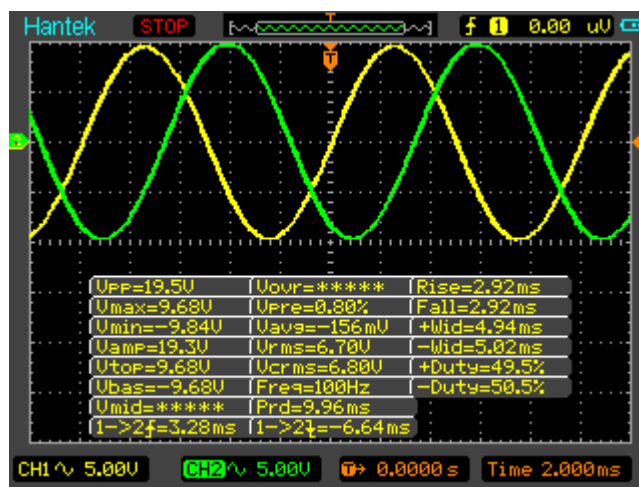 Hantek STOP T f 1 0.00 uV
T
Vpp=19.5V Vovr=***** Rise=2.92ms
Vmax=9.68V Vpre=0.80% Fall=2.92ms
Vmin=-9.84V Vavg=-156mV +Wid=4.94ms
Vamp=19.3V Vrms=6.70V -Wid=5.02ms
Vtop=9.68V Vcrms=6.80V +Duty=49.5%
Vbas=-9.68V Freq=100Hz -Duty=50.5%
Vmid=***** Prd=9.96ms
1->2f=3.28ms 1->2t=-6.64ms
CH1∿ 5.00V CH2∿ 5.00V T→ 0.0000 s Time 2.000ms